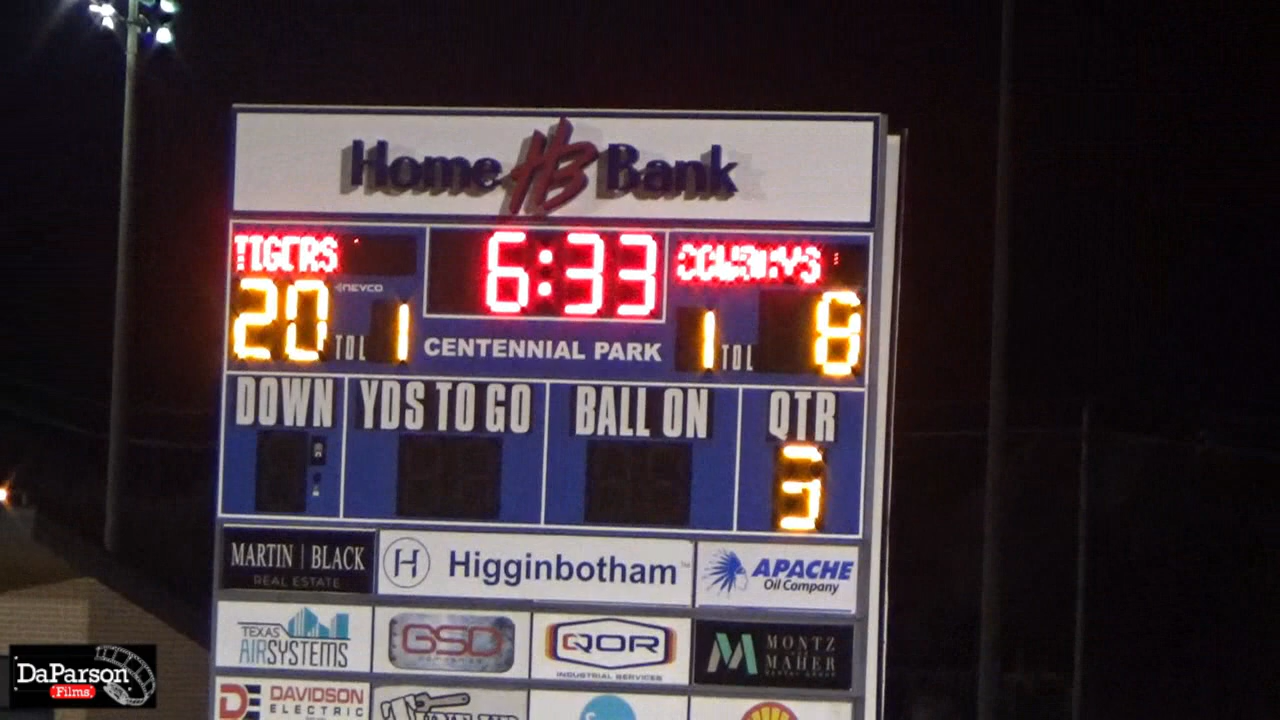 Home HB Bank
TIGERS 6:33 COWBOYS
NEVCO
20 TOL 1 CENTENNIAL PARK 1 TOL 8
DOWN YDS TO GO BALL ON QTR
3
MARTIN | BLACK
REAL ESTATE
H Higginbotham
APACHE
Oil Company
TEXAS
AIRSYSTEMS
GSD
QOR
INDUSTRIAL SERVICES
M MONTZ
MAHER
DAVIDSON
ELECTRIC
DaParson
Films